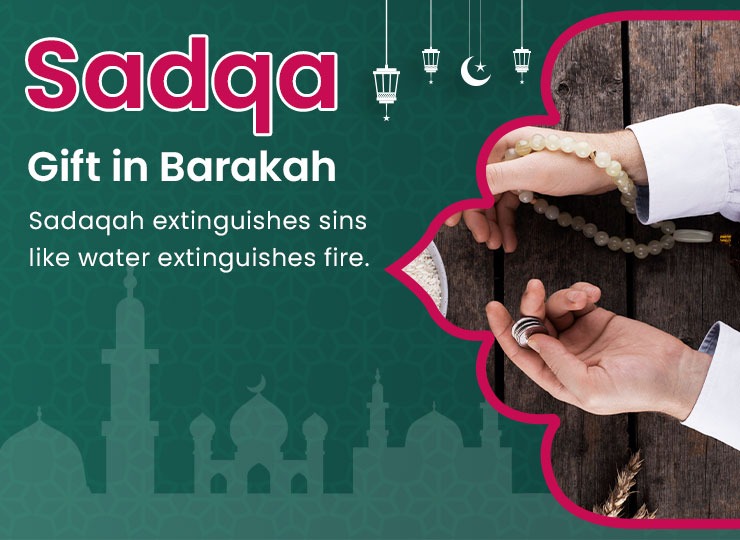 Sadqa
Gift in Barakah
Sadaqah extinguishes sins
like water extinguishes fire.